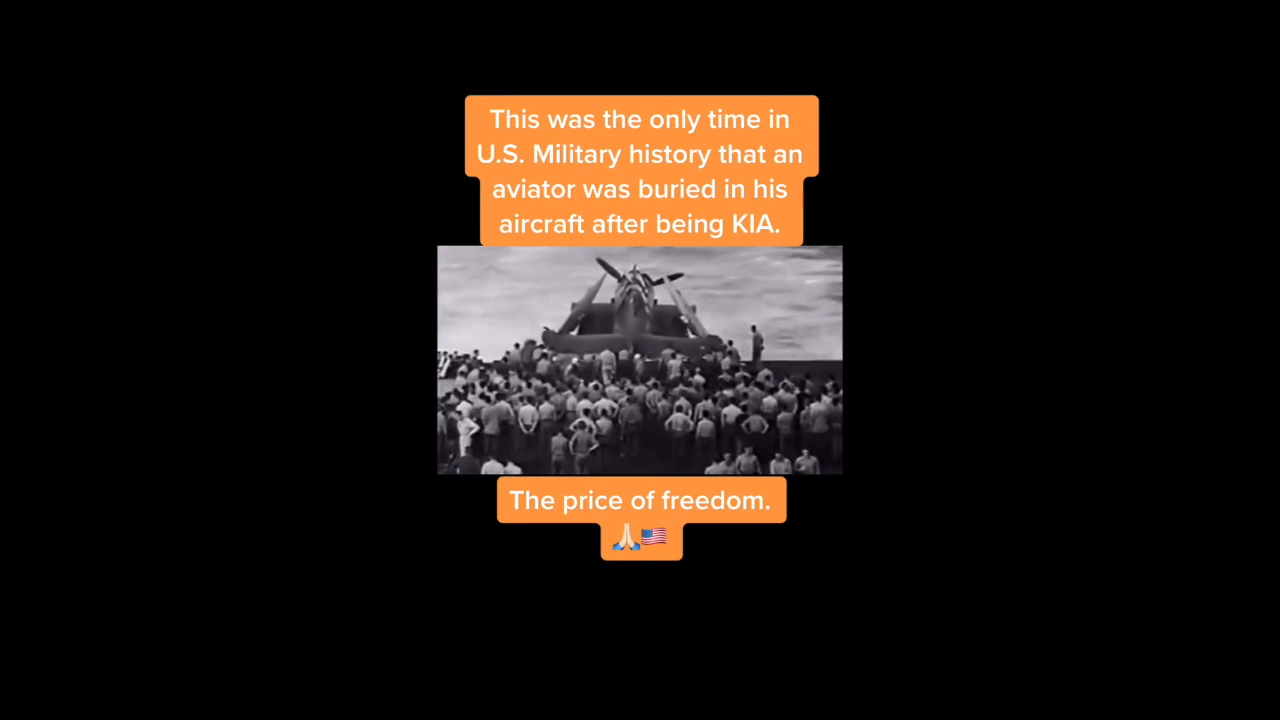 This was the only time in
U.S. Military history that an
aviator was buried in his
aircraft after being KIA.
The price of freedom.
🙏🏼🇺🇸